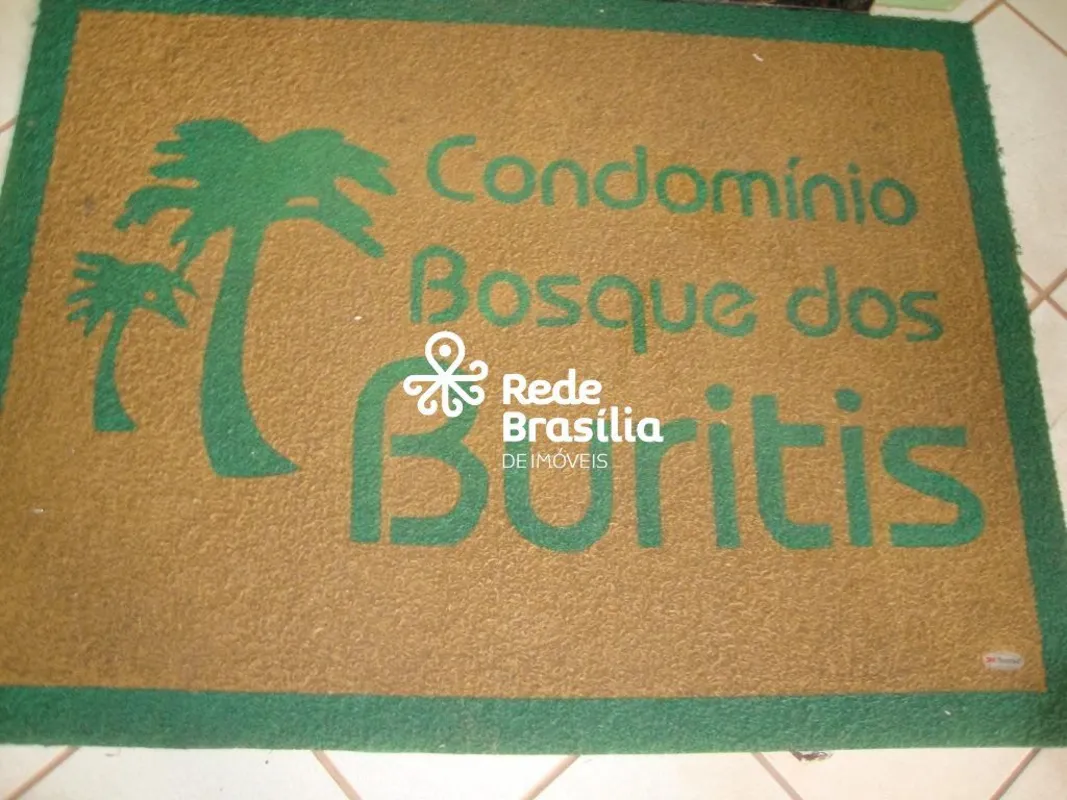 Condomínio
Bosque dos
Buritis
Rede
Brasília
DE IMÓVEIS